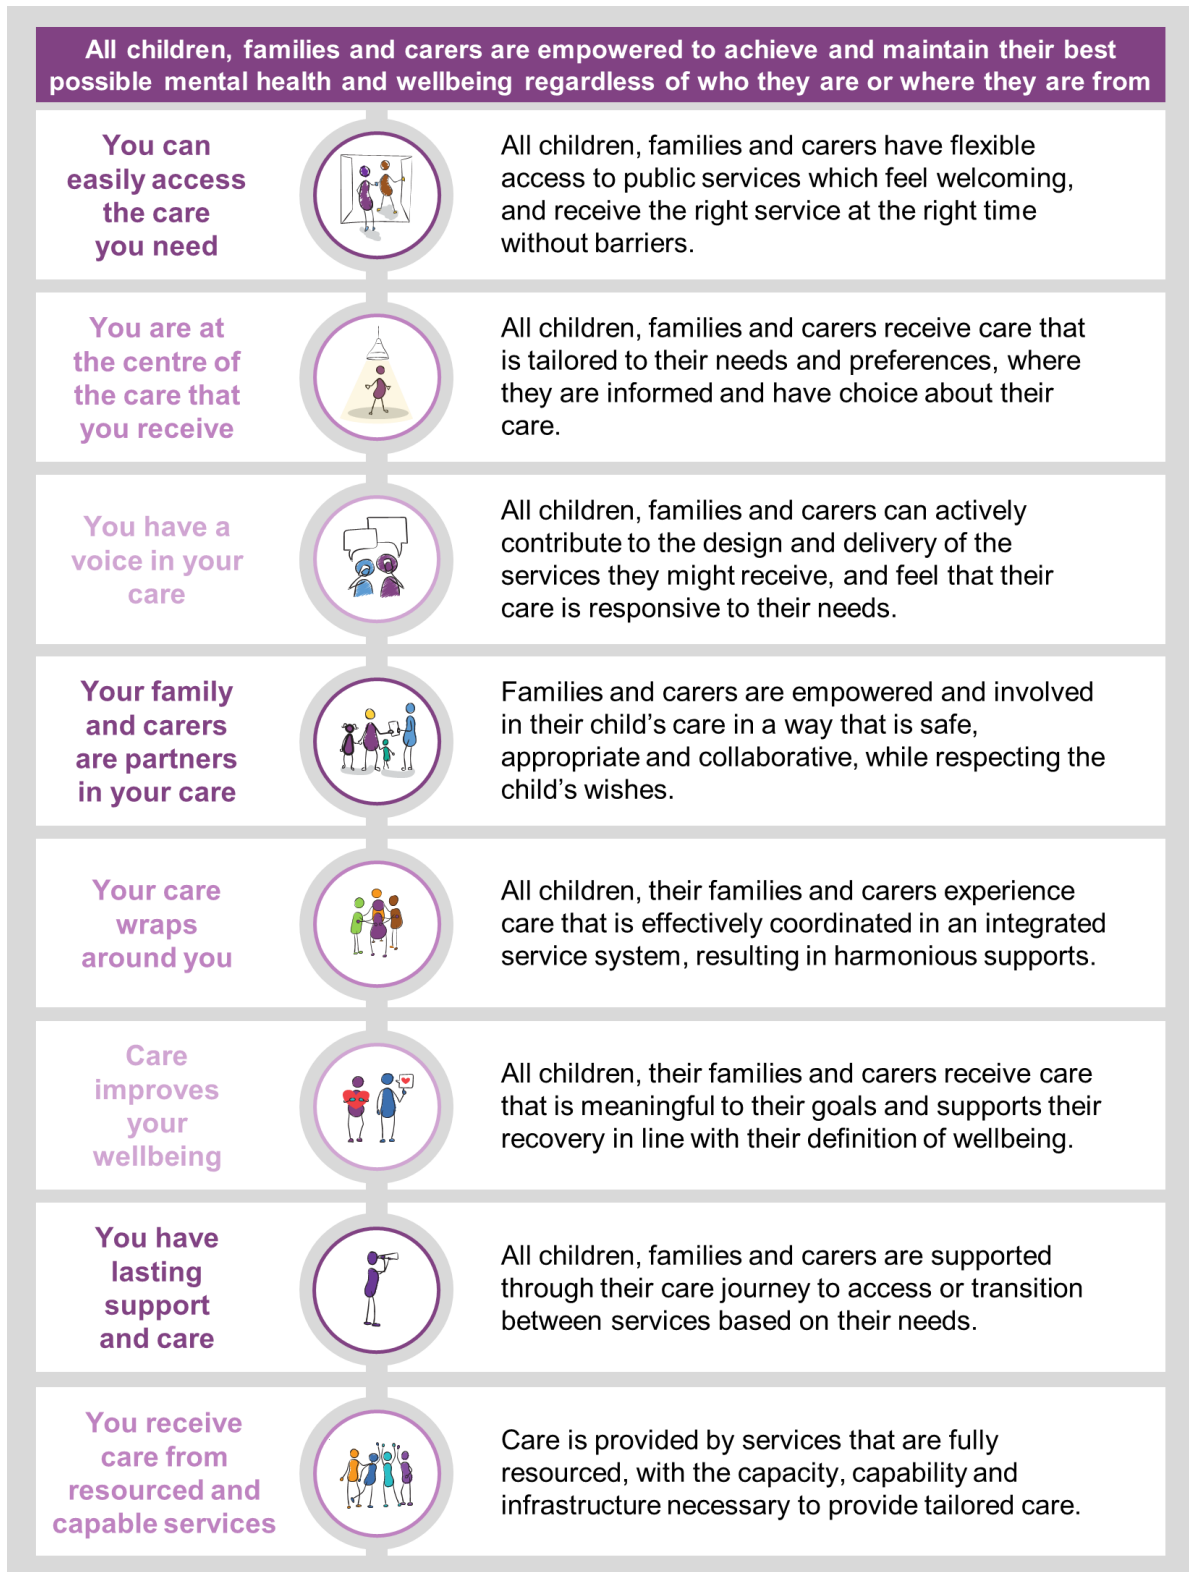 All children, families and carers are empowered to achieve and maintain their best
possible mental health and wellbeing regardless of who they are or where they are from
You can
easily access
the care
you need
All children, families and carers have flexible
access to public services which feel welcoming,
and receive the right service at the right time
without barriers.
You are at
the centre of
the care that
you receive
All children, families and carers receive care that
is tailored to their needs and preferences, where
they are informed and have choice about their
care.
You have a
voice in your
care
All children, families and carers can actively
contribute to the design and delivery of the
services they might receive, and feel that their
care is responsive to their needs.
Your family
and carers
are partners
in your care
Families and carers are empowered and involved
in their child's care in a way that is safe,
appropriate and collaborative, while respecting the
child's wishes.
Your care
wraps
around you
All children, their families and carers experience
care that is effectively coordinated in an integrated
service system, resulting in harmonious supports.
Care
improves
your
wellbeing
All children, their families and carers receive care
that is meaningful to their goals and supports their
recovery in line with their definition of wellbeing.
You have
lasting
support
and care
All children, families and carers are supported
through their care journey to access or transition
between services based on their needs.
You receive
care from
resourced and
capable services
Care is provided by services that are fully
resourced, with the capacity, capability and
infrastructure necessary to provide tailored care.